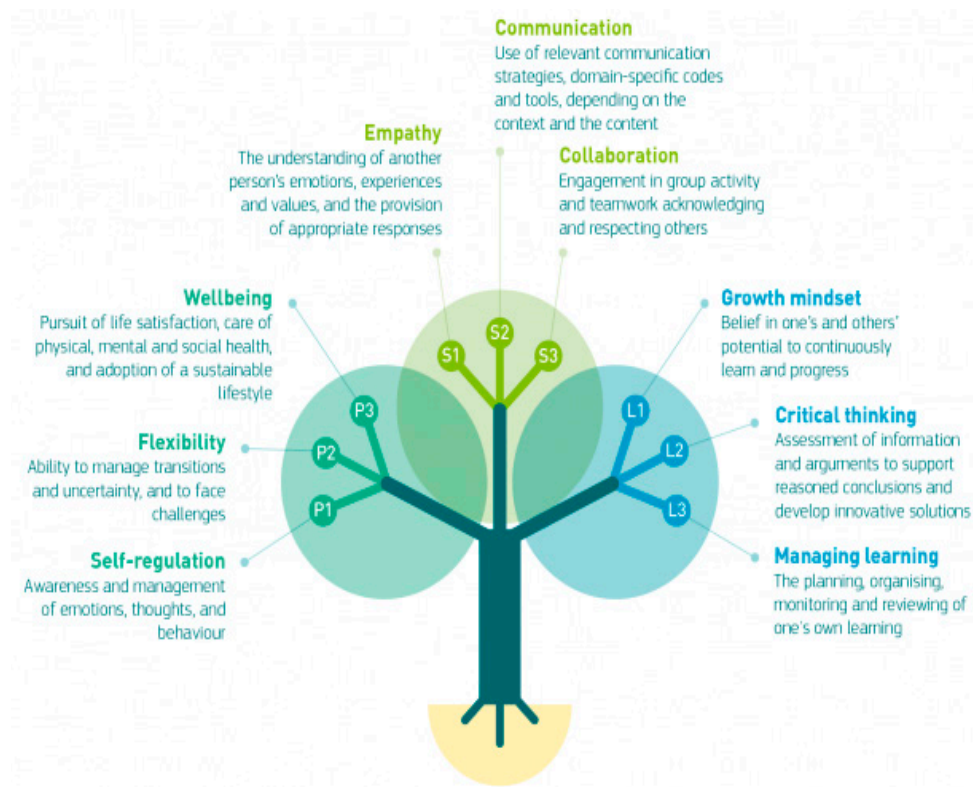 Communication
Use of relevant communication
strategies, domain-specific codes
and tools, depending on the
context and the content
Empathy
The understanding of another
person's emotions, experiences
and values, and the provision
of appropriate responses
Collaboration
Engagement in group activity
and teamwork acknowledging
and respecting others
Wellbeing
Pursuit of life satisfaction, care of
physical, mental and social health,
and adoption of a sustainable
lifestyle
Flexibility
Ability to manage transitions
and uncertainty, and to face
challenges
Self-regulation
Awareness and management
of emotions, thoughts, and
behaviour
S1
S2
S3
P3
P2
P1
L1
L2
L3
Growth mindset
Belief in one's and others'
potential to continuously
learn and progress
Critical thinking
Assessment of information
and arguments to support
reasoned conclusions and
develop innovative solutions
Managing learning
The planning, organising,
monitoring and reviewing of
one's own learning